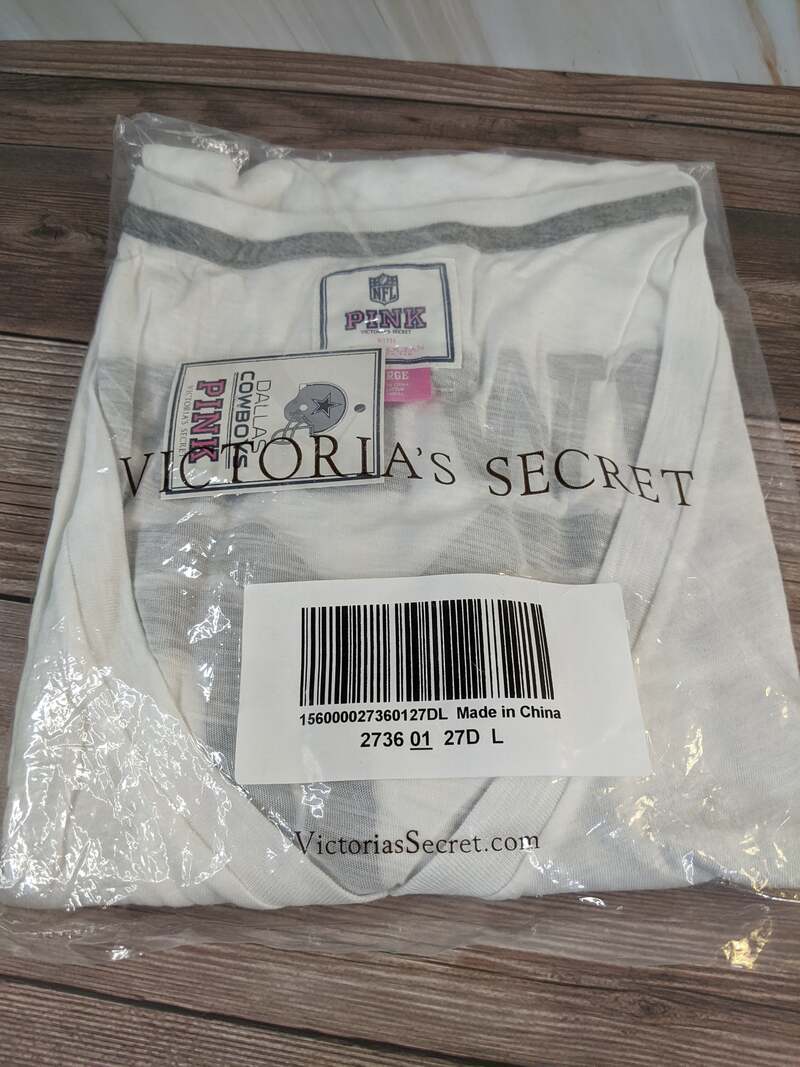 NFL
PINK
VICTORIA'S SECRET
WITH
DALLAS
COWBOYS
PINK
VICTORIA'S SECRET
VICTORIA'S SECRET
156000027360127DL Made in China
2736 01 27D L
VictoriasSecret.com